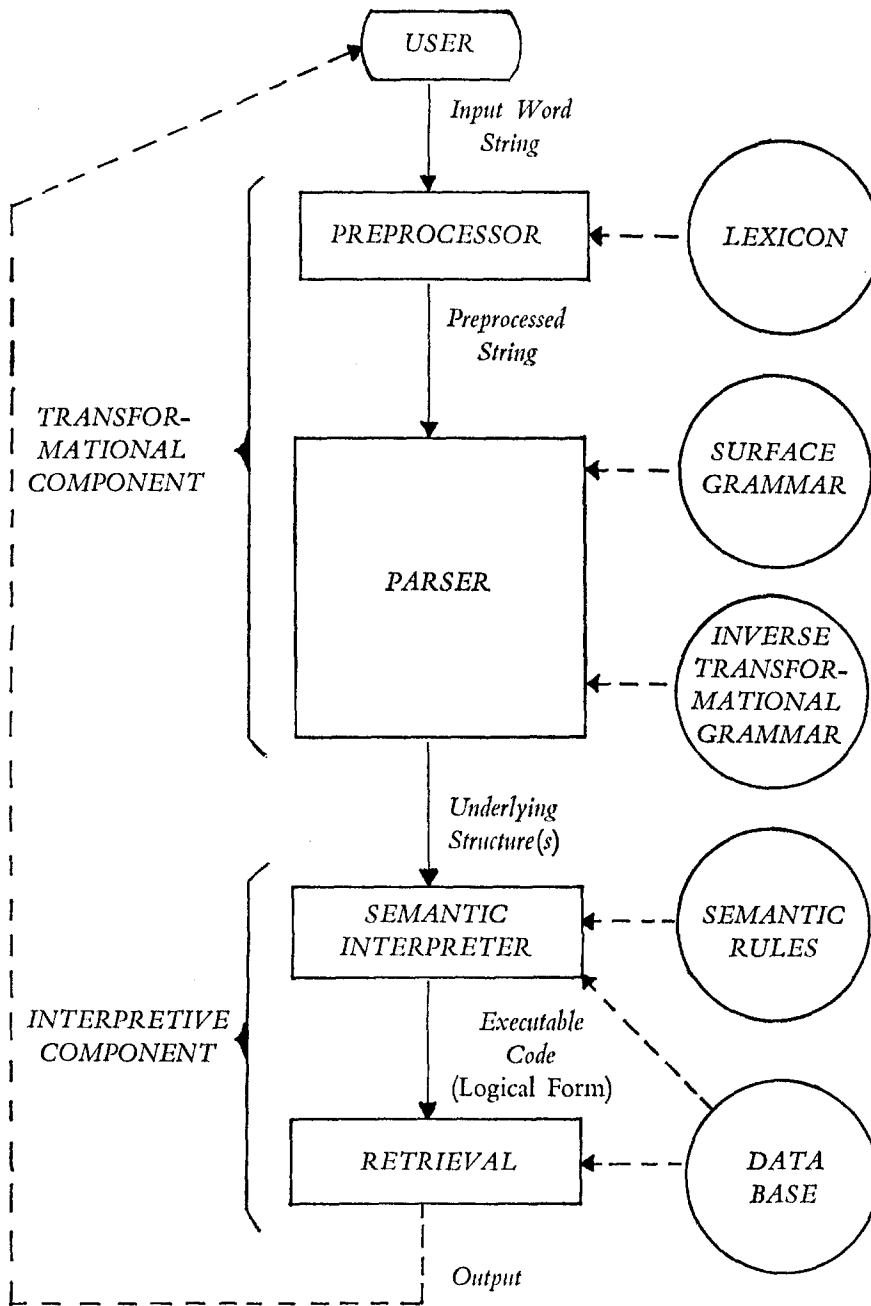 USER
Input Word
String
PREPROCESSOR
LEXICON
Preprocessed
String
TRANSFOR-
MATIONAL
COMPONENT
SURFACE
GRAMMAR
PARSER
INVERSE
TRANSFOR-
MATIONAL
GRAMMAR
Underlying
Structure(s)
SEMANTIC
INTERPRETER
SEMANTIC
RULES
INTERPRETIVE
COMPONENT
Executable
Code
(Logical Form)
RETRIEVAL
DATA
BASE
Output